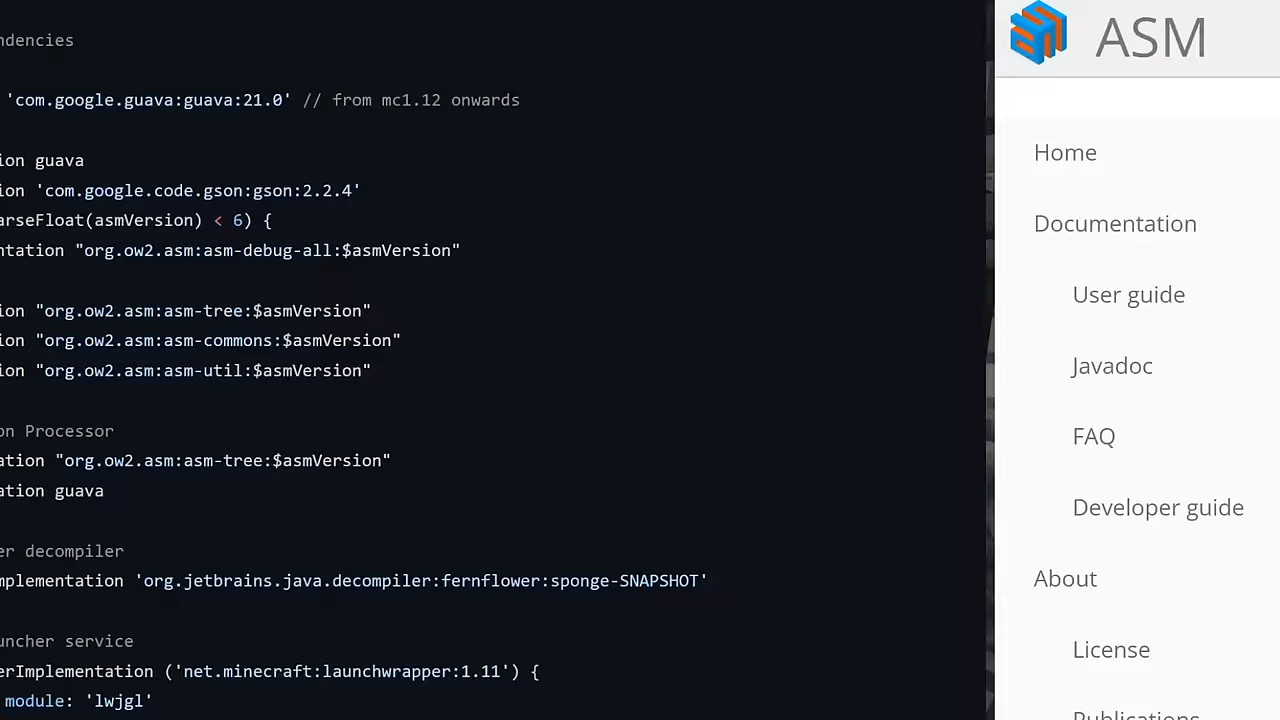 ndencies
'com.google.guava:guava:21.0' // from mc1.12 onwards
ion guava
ion 'com.google.code.gson:gson:2.2.4'
arseFloat(asmVersion) < 6) {
ntation "org.ow2.asm:asm-debug-all:$asmVersion"
ion "org.ow2.asm:asm-tree:$asmVersion"
ion "org.ow2.asm:asm-commons:$asmVersion"
ion "org.ow2.asm:asm-util:$asmVersion"
on Processor
ation "org.ow2.asm:asm-tree:$asmVersion"
ation guava
er decompiler
mplementation 'org.jetbrains.java.decompiler:fernflower:sponge-SNAPSHOT'
uncher service
erImplementation ('net.minecraft:launchwrapper:1.11') {
module: 'lwjgl'
ASM
Home
Documentation
User guide
Javadoc
FAQ
Developer guide
About
License
Publications